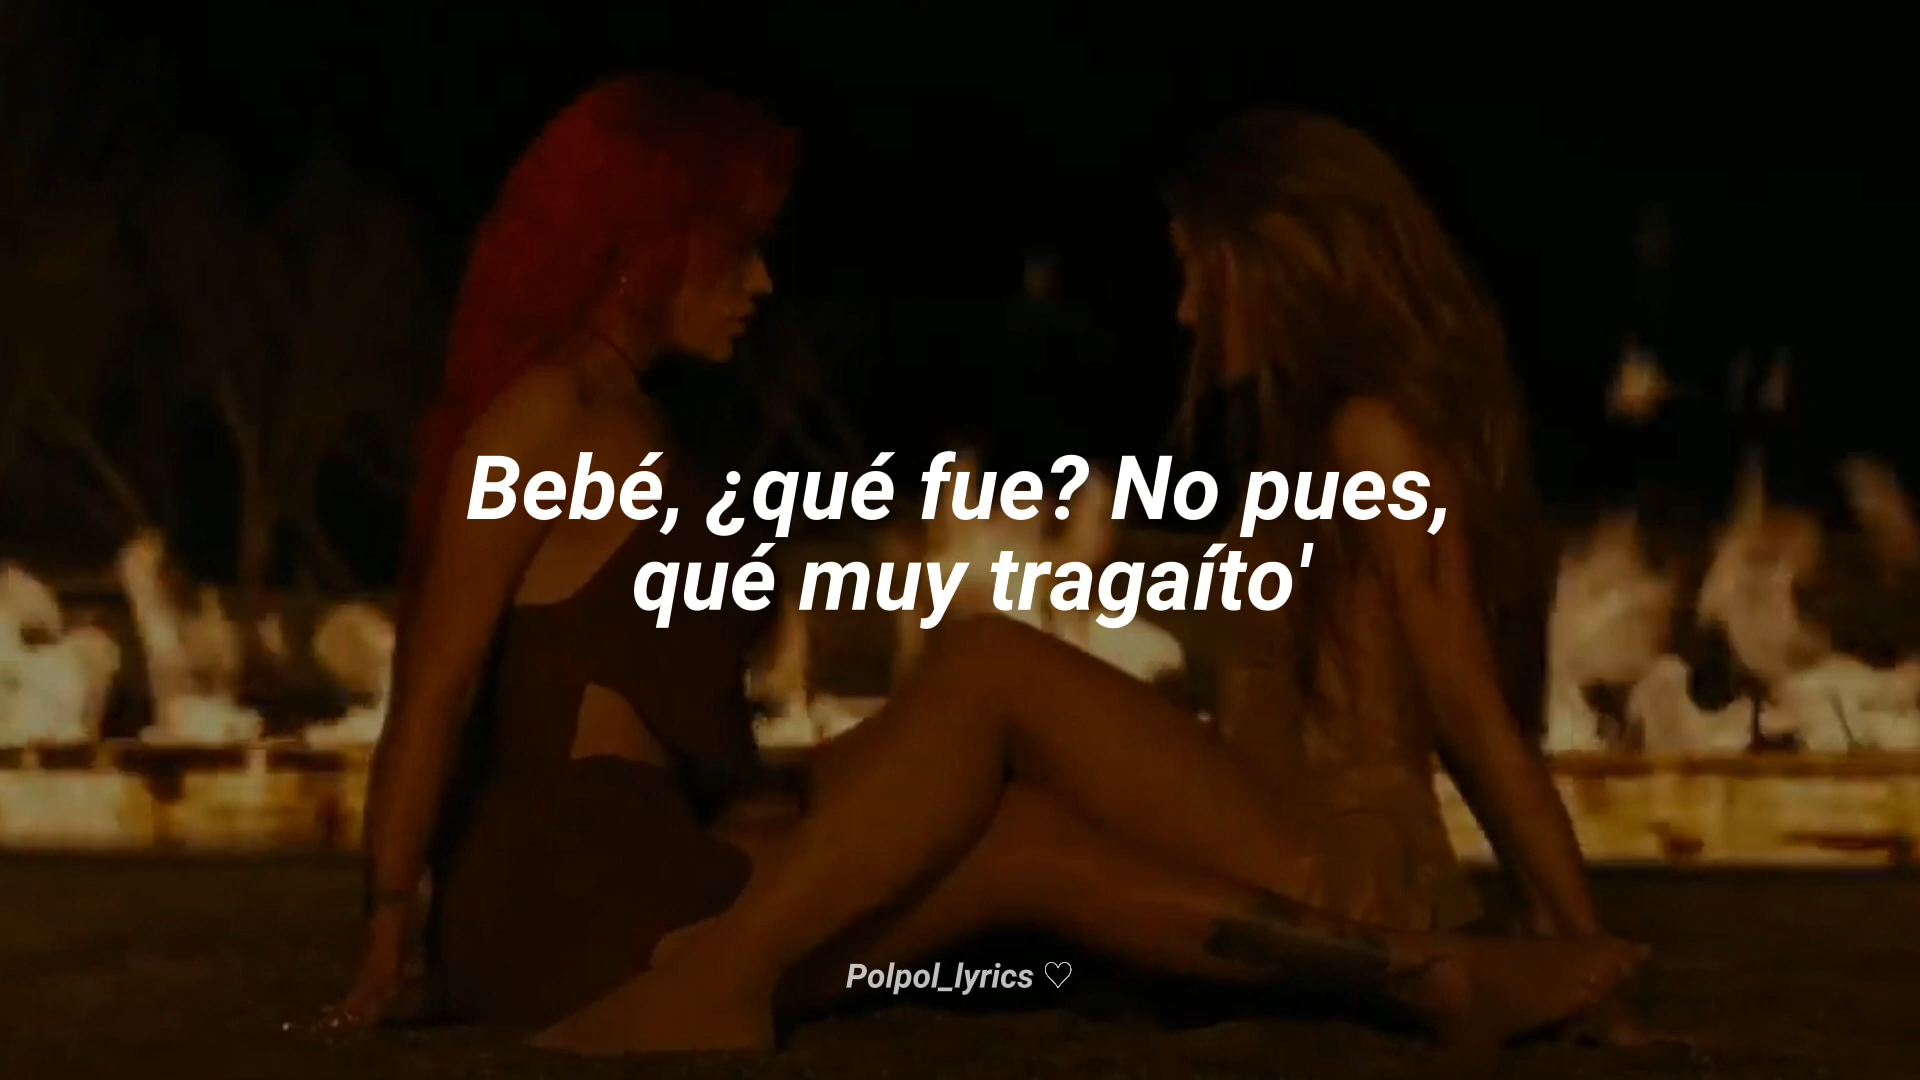 Bebé, ¿qué fue? No pues,
qué muy tragaíto'
Polpol_lyrics ♡